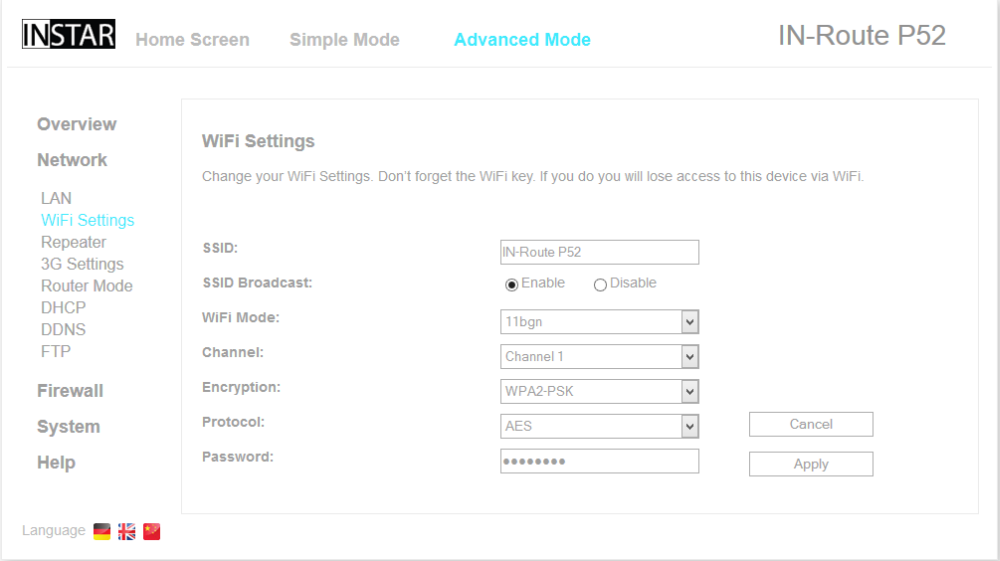 INSTAR Home Screen Simple Mode Advanced Mode IN-Route P52
Overview
Network
LAN
WiFi Settings
Repeater
3G Settings
Router Mode
DHCP
DDNS
FTP
Firewall
System
Help
WiFi Settings
Change your WiFi Settings. Don't forget the WiFi key. If you do you will lose access to this device via WiFi.
SSID: IN-Route P52
SSID Broadcast: Enable Disable
WiFi Mode: 11bgn
Channel: Channel 1
Encryption: WPA2-PSK
Protocol: AES
Cancel
Password: ••••••••
Apply
Language